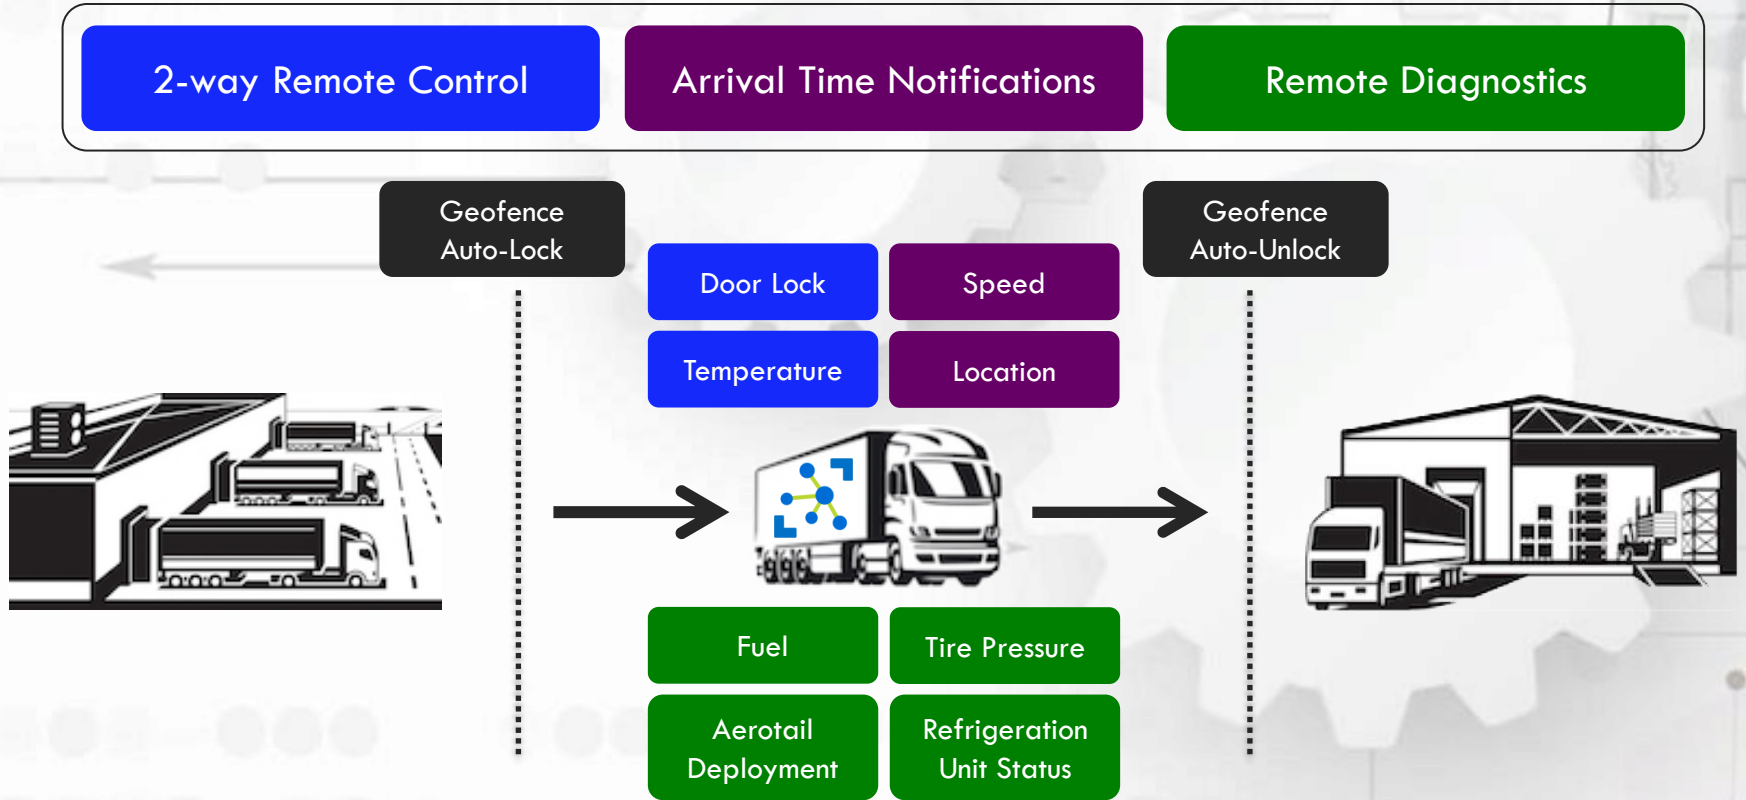 2-way Remote Control
Arrival Time Notifications
Remote Diagnostics
Geofence
Auto-Lock
Geofence
Auto-Unlock
Door Lock
Speed
Temperature
Location
Fuel
Tire Pressure
Aerotail
Deployment
Refrigeration
Unit Status